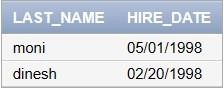 LAST_NAME HIRE_DATE
moni 05/01/1998
dinesh 02/20/1998